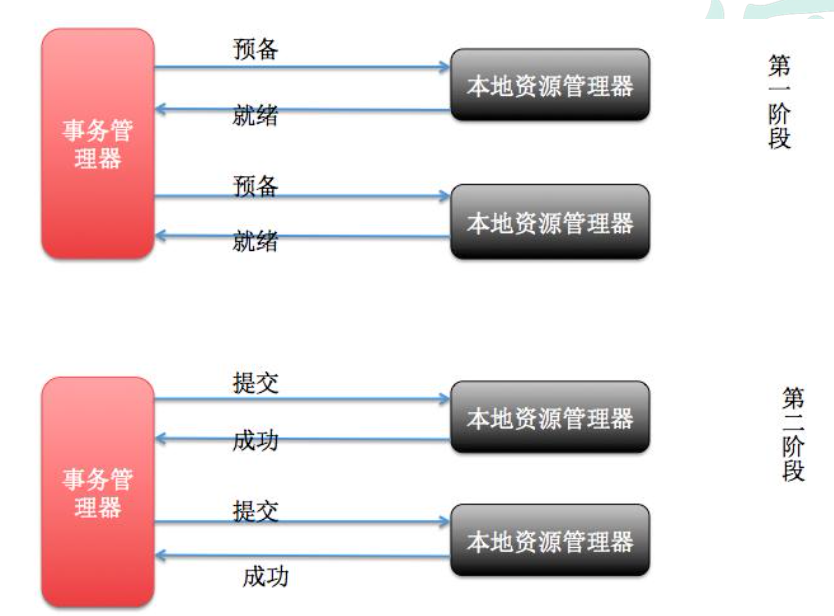 预备
本地资源管理器
就绪
事务管
理器
预备
本地资源管理器
就绪
第一阶段
提交
本地资源管理器
成功
事务管
理器
提交
本地资源管理器
成功
第二阶段